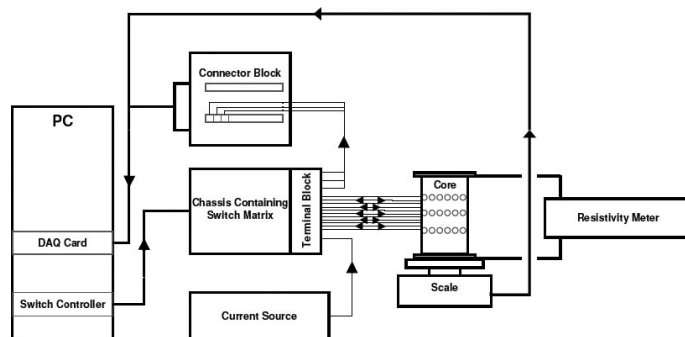 Connector Block
PC
Chassis Containing
Switch Matrix
Terminal Block
Core
Resistivity Meter
DAQ Card
Scale
Switch Controller
Current Source